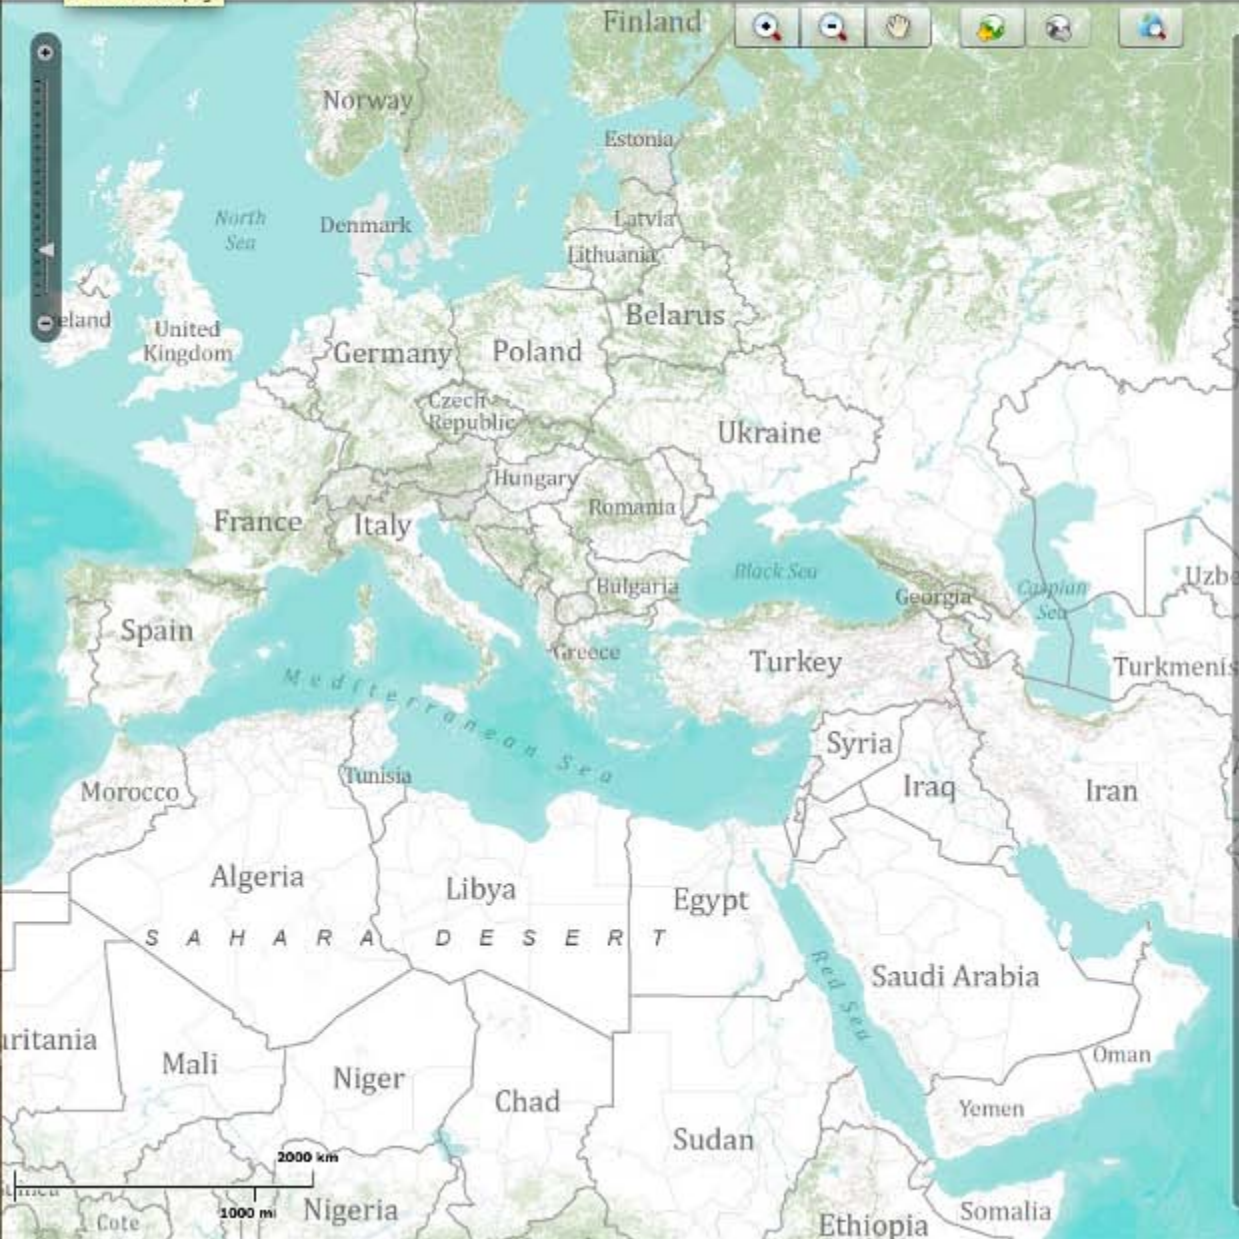 Finland
Norway
Estonia
North
Sea
Denmark
Latvia
Lithuania
eland
United
Kingdom
Belarus
Germany
Poland
Czech
Republic
Ukraine
Hungary
France
Italy
Romania
Black Sea
Bulgaria
Georgia
Caspian
Sea
Uzbe
Spain
Greece
Turkey
Turkmenis
Mediterranean Sea
Syria
Tunisia
Morocco
Iraq
Iran
Algeria
Libya
Egypt
SAHARA DESERT
Red Sea
Saudi Arabia
uritania
Mali
Niger
Oman
Chad
Yemen
Sudan
2000 km
1000 mi
Nigeria
Cote
Somalia
Ethiopia